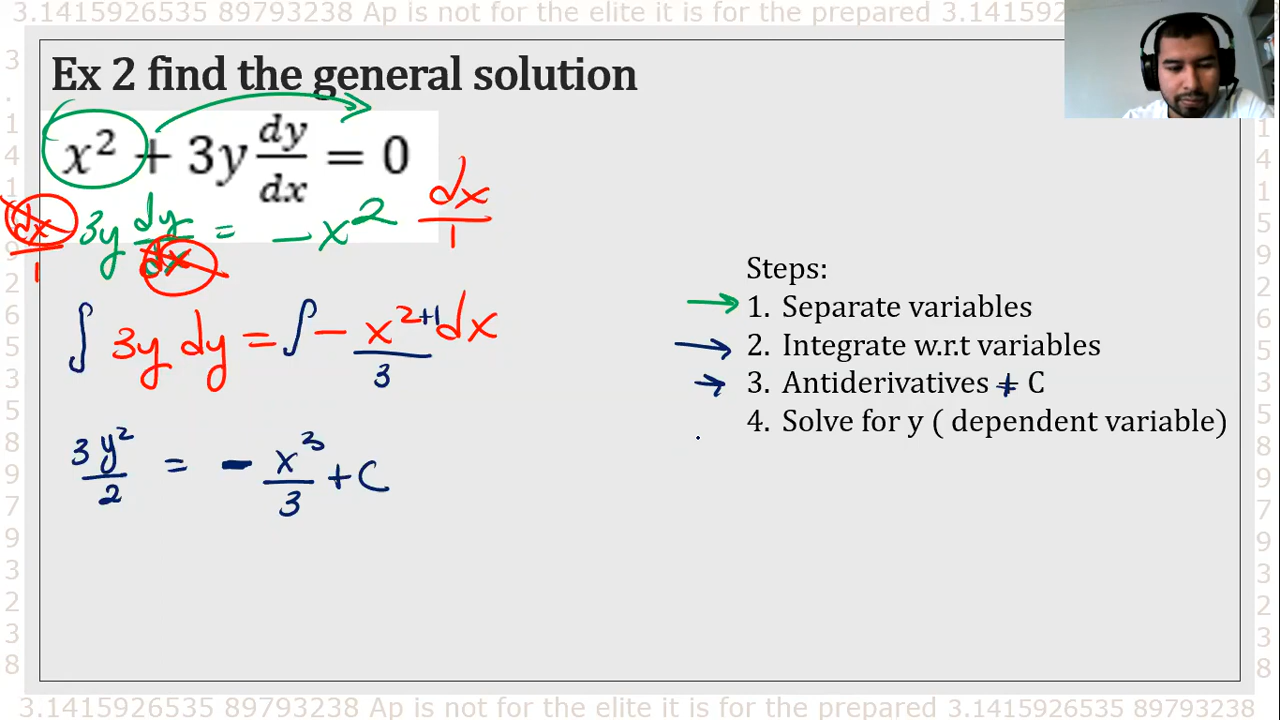 3.1415926535 89793238 Ap is not for the elite it is for the prepared 3.1415926535
Ex 2 find the general solution
x² + 3y dy/dx = 0
dx/1 3y dy/dx = -x² dx/1
∫ 3y dy = ∫ - x^(2+1)/3 dx
3y²/2 = - x³/3 + C
Steps:
1. Separate variables
2. Integrate w.r.t variables
3. Antiderivatives + C
4. Solve for y ( dependent variable)
3.1415926535 89793238 Ap is not for the elite it is for the prepared 3.1415926535 89793238